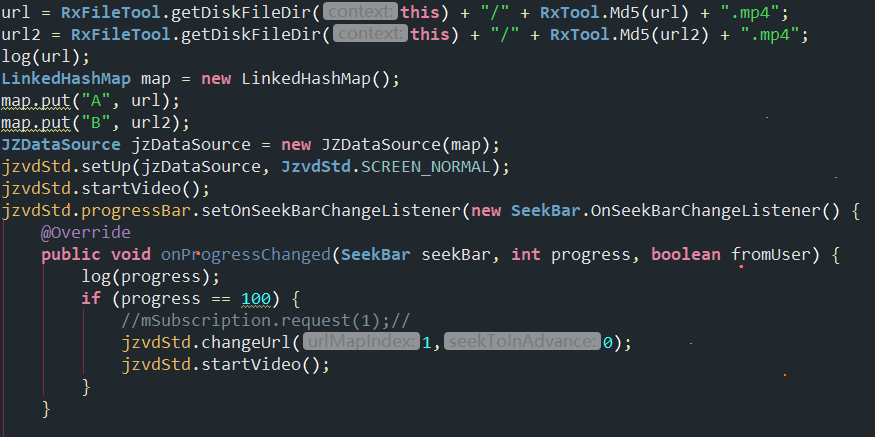 url = RxFileTool.getDiskFileDir(context: this) + "/" + RxTool.Md5(url) + ".mp4";
url2 = RxFileTool.getDiskFileDir(context: this) + "/" + RxTool.Md5(url2) + ".mp4";
log(url);
LinkedHashMap map = new LinkedHashMap();
map.put("A", url);
map.put("B", url2);
JZDataSource jzDataSource = new JZDataSource(map);
jzvdStd.setUp(jzDataSource, JzvdStd.SCREEN_NORMAL);
jzvdStd.startVideo();
jzvdStd.progressBar.setOnSeekBarChangeListener(new SeekBar.OnSeekBarChangeListener() {
@Override
public void onProgressChanged(SeekBar seekBar, int progress, boolean fromUser) {
log(progress);
if (progress == 100) {
//mSubscription.request(1);//
jzvdStd.changeUrl(urlMapIndex: 1, seekToInAdvance: 0);
jzvdStd.startVideo();
}
}